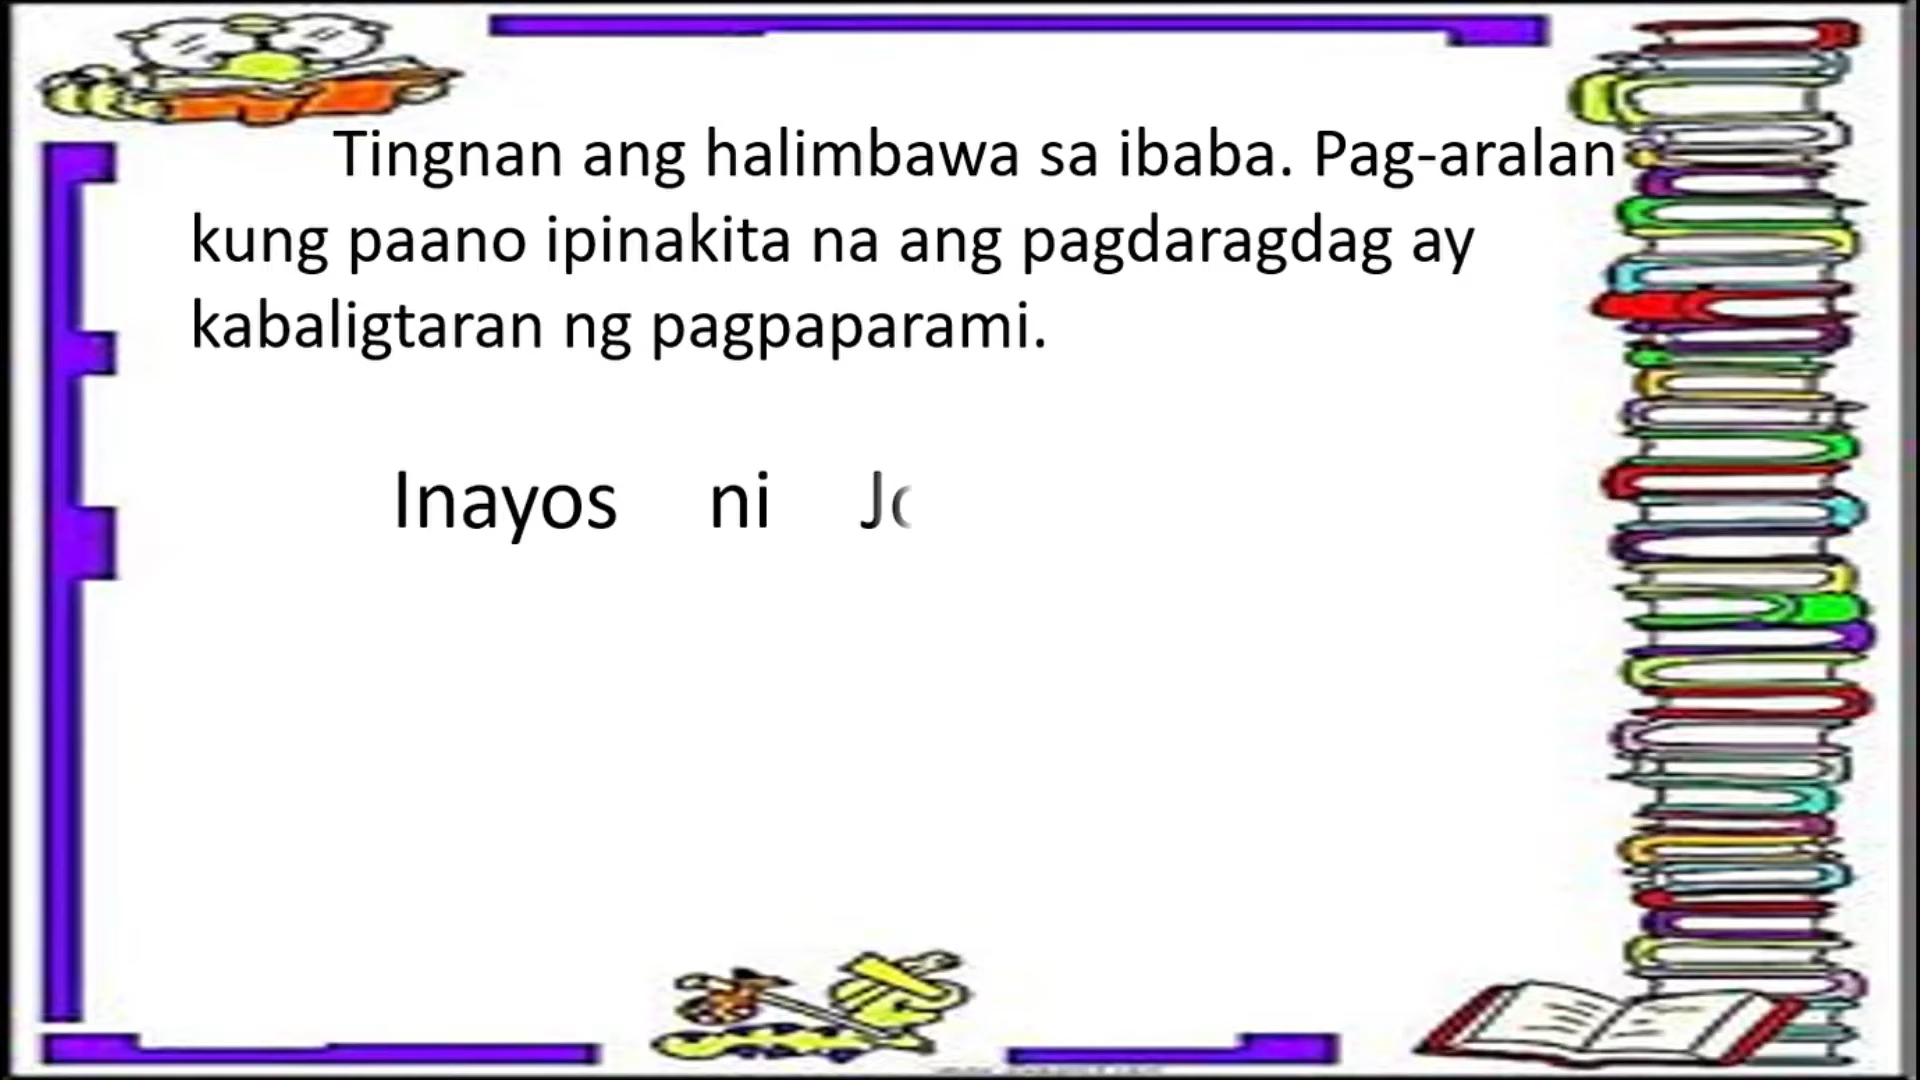 Tingnan ang halimbawa sa ibaba. Pag-aralan
kung paano ipinakita na ang pagdaragdag ay
kabaligtaran ng pagpaparami.
Inayos ni